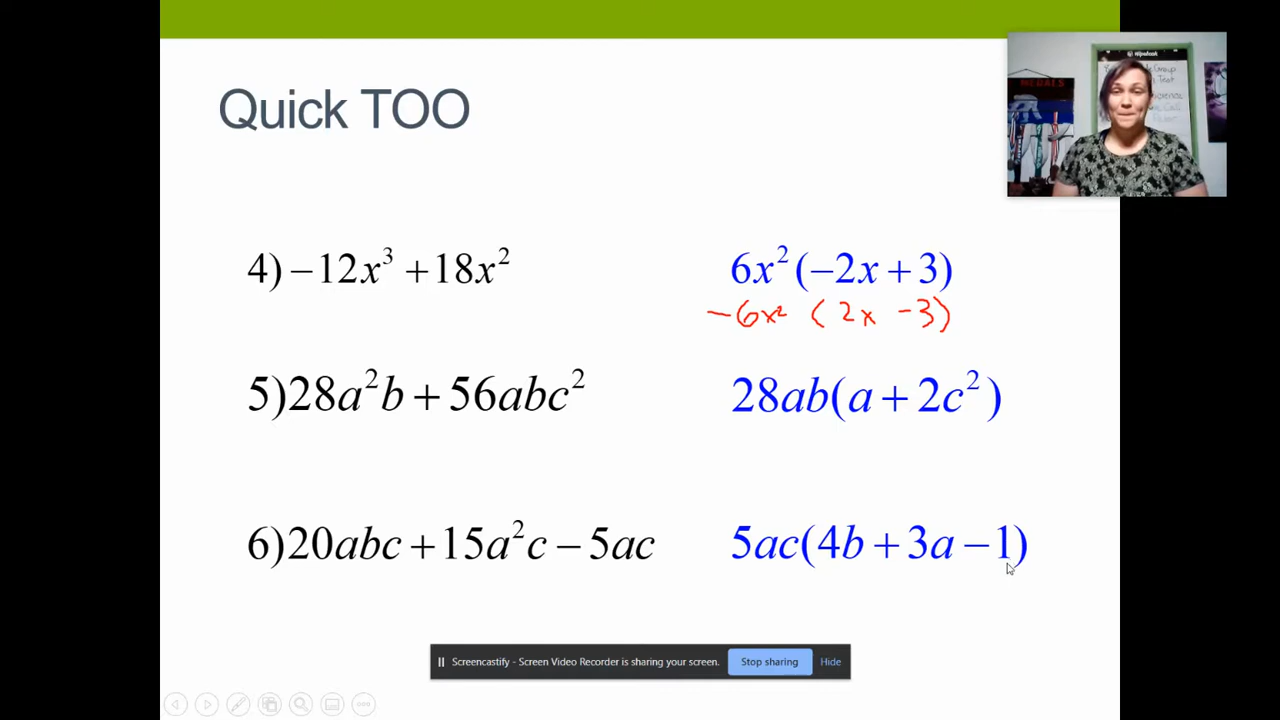 Quick TOO
4) −12x³ + 18x²
6x²(−2x + 3)
−6x² (2x −3)
5) 28a²b + 56abc²
28ab(a + 2c²)
6) 20abc + 15a²c − 5ac
5ac(4b + 3a − 1)
Screencastify - Screen Video Recorder is sharing your screen.
Stop sharing
Hide